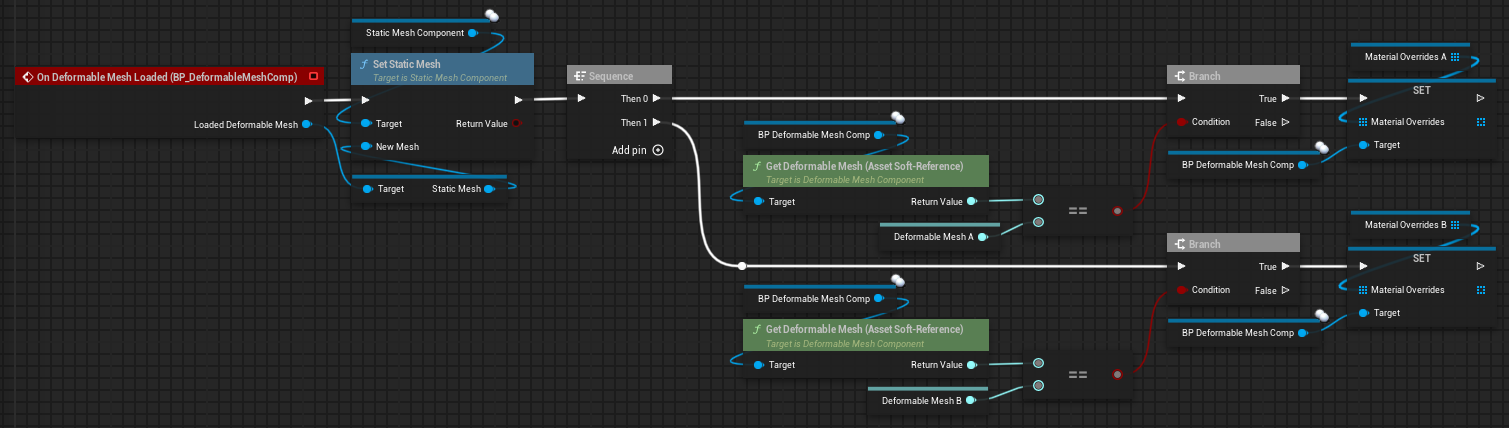 Static Mesh Component
Set Static Mesh
Target is Static Mesh Component
Target
Return Value
New Mesh
On Deformable Mesh Loaded (BP_DeformableMeshComp)
Loaded Deformable Mesh
Target
Static Mesh
Sequence
Then 0
Then 1
Add pin
BP Deformable Mesh Comp
Get Deformable Mesh (Asset Soft-Reference)
Target is Deformable Mesh Component
Target
Return Value
Deformable Mesh A
==
Branch
True
Condition
False
Material Overrides A
SET
Material Overrides
Target
BP Deformable Mesh Comp
BP Deformable Mesh Comp
Get Deformable Mesh (Asset Soft-Reference)
Target is Deformable Mesh Component
Target
Return Value
Deformable Mesh B
==
Branch
True
Condition
False
Material Overrides B
SET
Material Overrides
Target
BP Deformable Mesh Comp